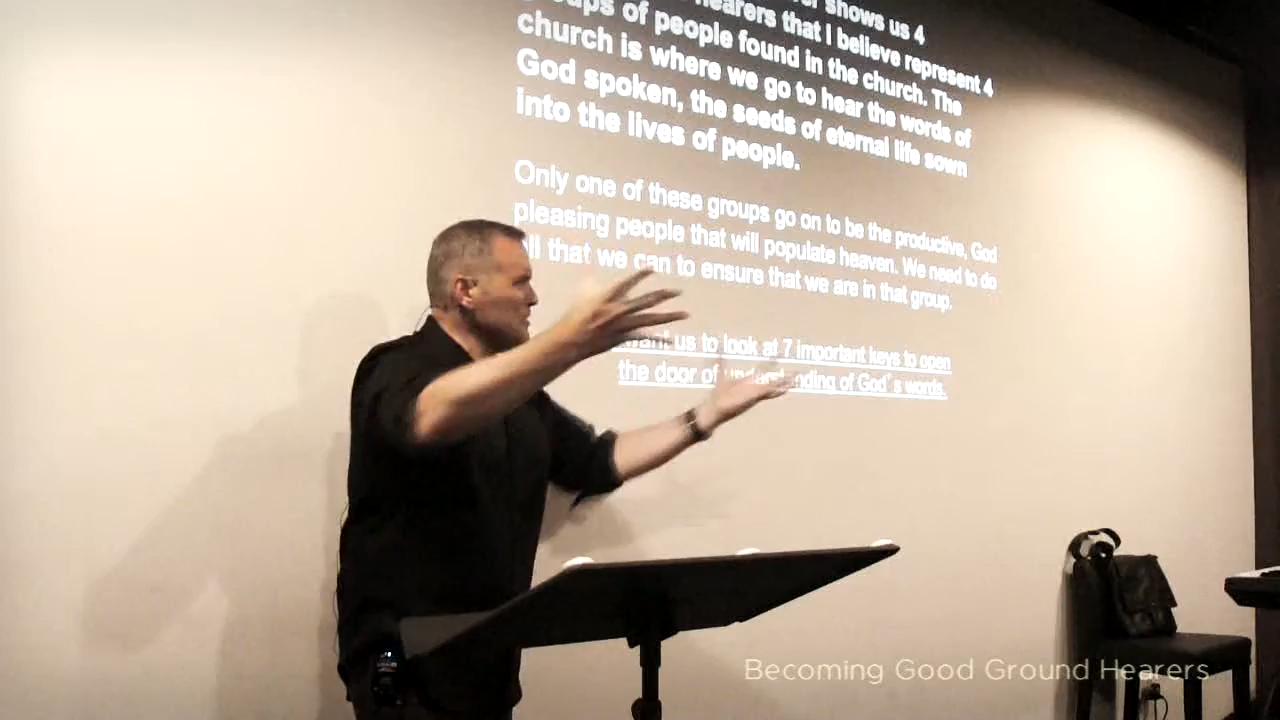 shows us 4
hearers that I believe represent 4
groups of people found in the church. The
church is where we go to hear the words of
God spoken, the seeds of eternal life sown
into the lives of people.
Only one of these groups go on to be the productive, God
pleasing people that will populate heaven. We need to do
all that we can to ensure that we are in that group.
want us to look at 7 important keys to open
the door of understanding of God's words.
Becoming Good Ground Hearers